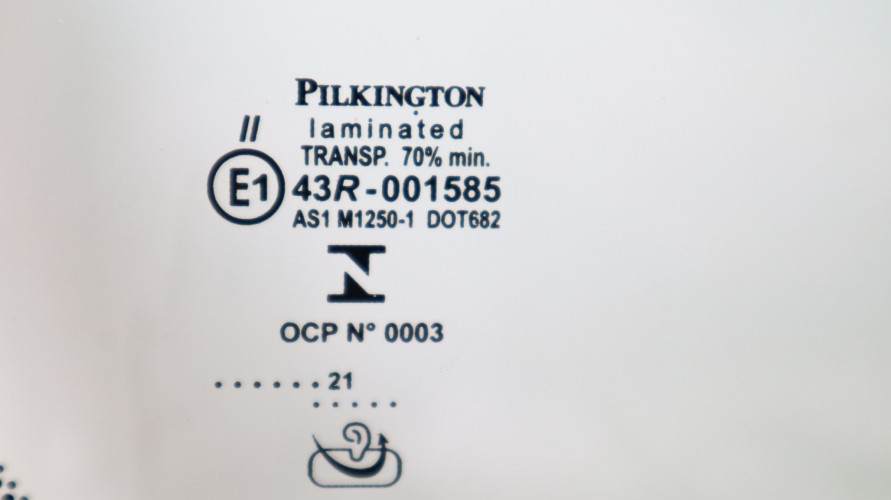 PILKINGTON
//
laminated
TRANSP. 70% min.
E1 43R-001585
AS1 M1250-1 DOT682
OCP N° 0003
......21
.....